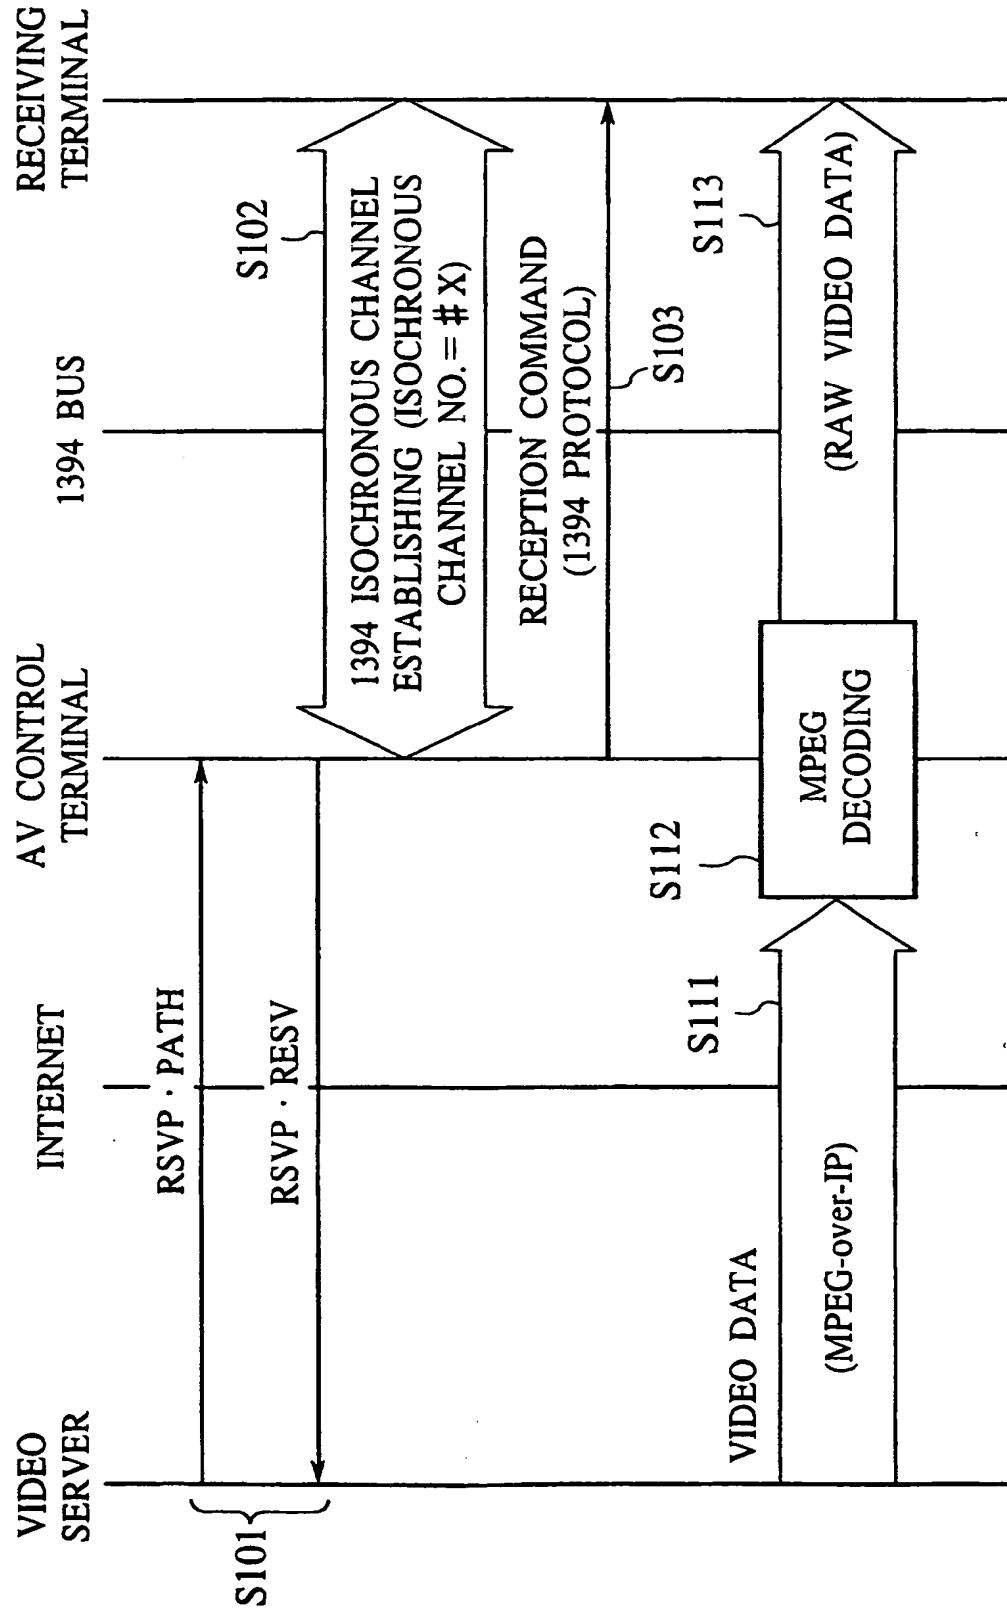 VIDEO
SERVER
INTERNET
AV CONTROL
TERMINAL
1394 BUS
RECEIVING
TERMINAL
S101
RSVP · PATH
RSVP · RESV
S102
1394 ISOCHRONOUS CHANNEL
ESTABLISHING (ISOCHRONOUS
CHANNEL NO. = # X)
RECEPTION COMMAND
(1394 PROTOCOL)
S103
VIDEO DATA
(MPEG-over-IP)
S111
S112
MPEG
DECODING
S113
(RAW VIDEO DATA)